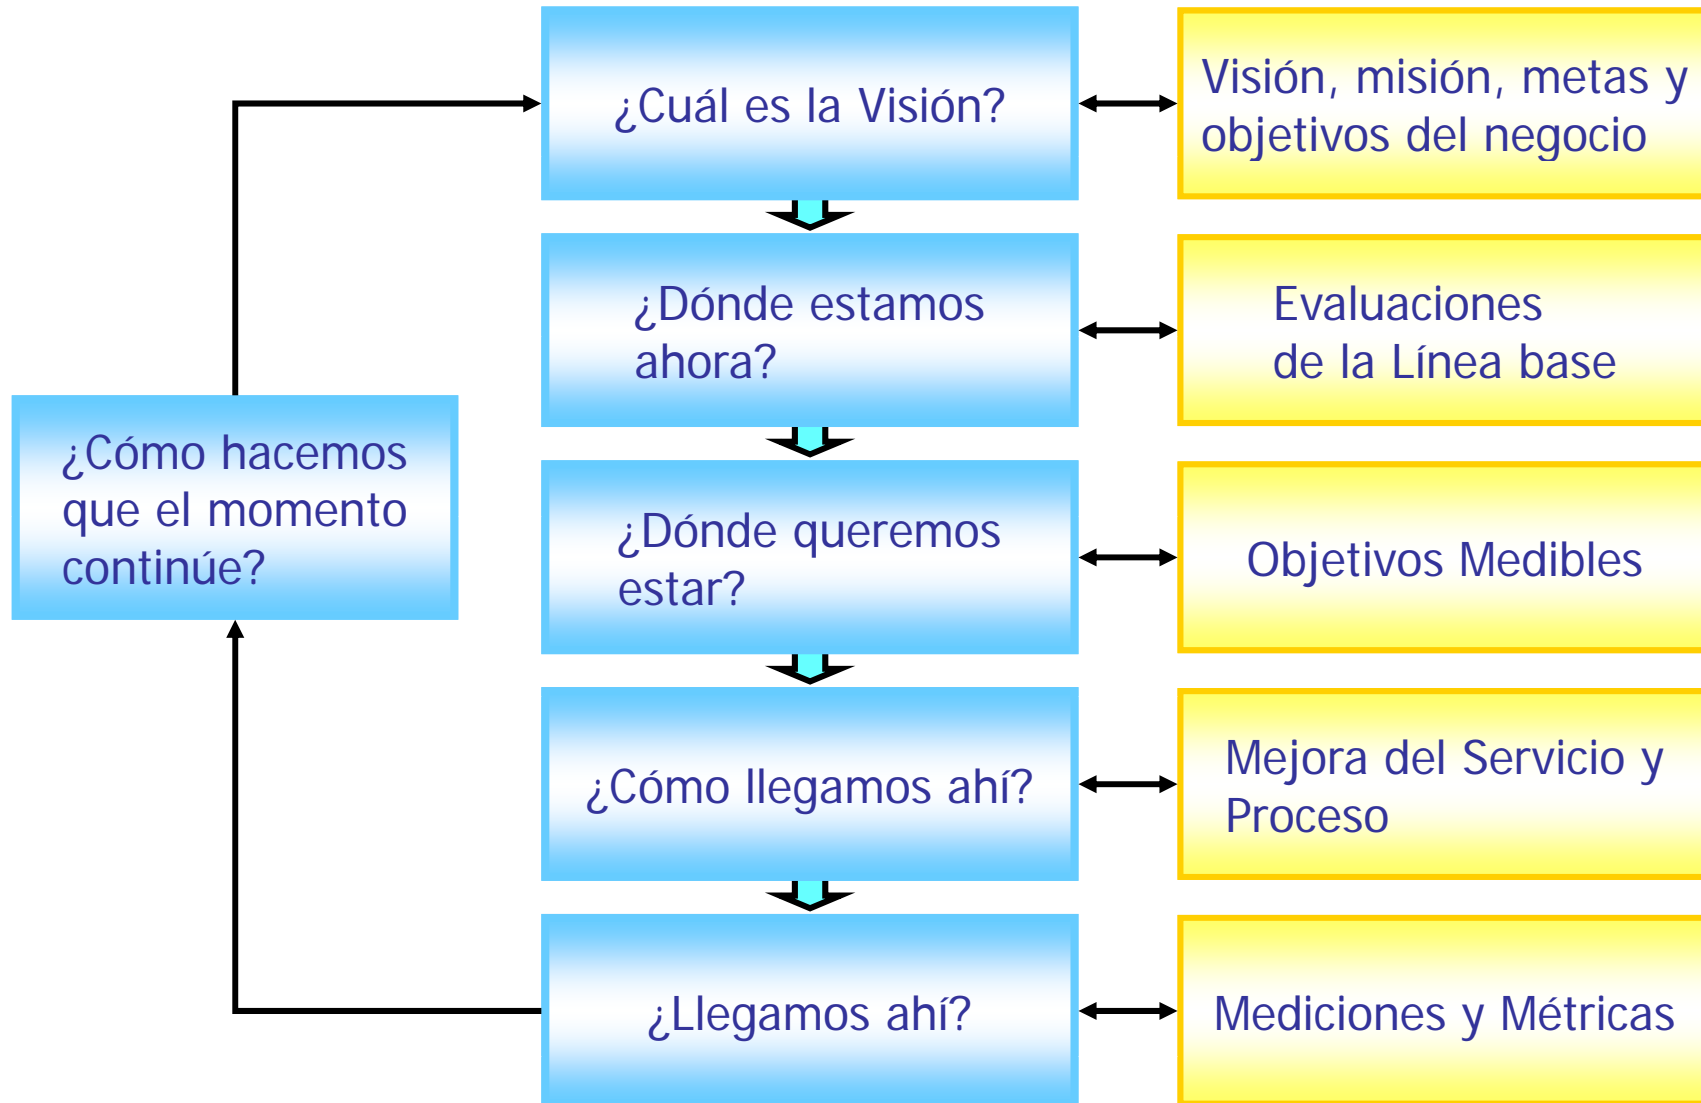 ¿Cuál es la Visión?
Visión, misión, metas y
objetivos del negocio
¿Dónde estamos
ahora?
Evaluaciones
de la Línea base
¿Cómo hacemos
que el momento
continúe?
¿Dónde queremos
estar?
Objetivos Medibles
¿Cómo llegamos ahí?
Mejora del Servicio y
Proceso
¿Llegamos ahí?
Mediciones y Métricas